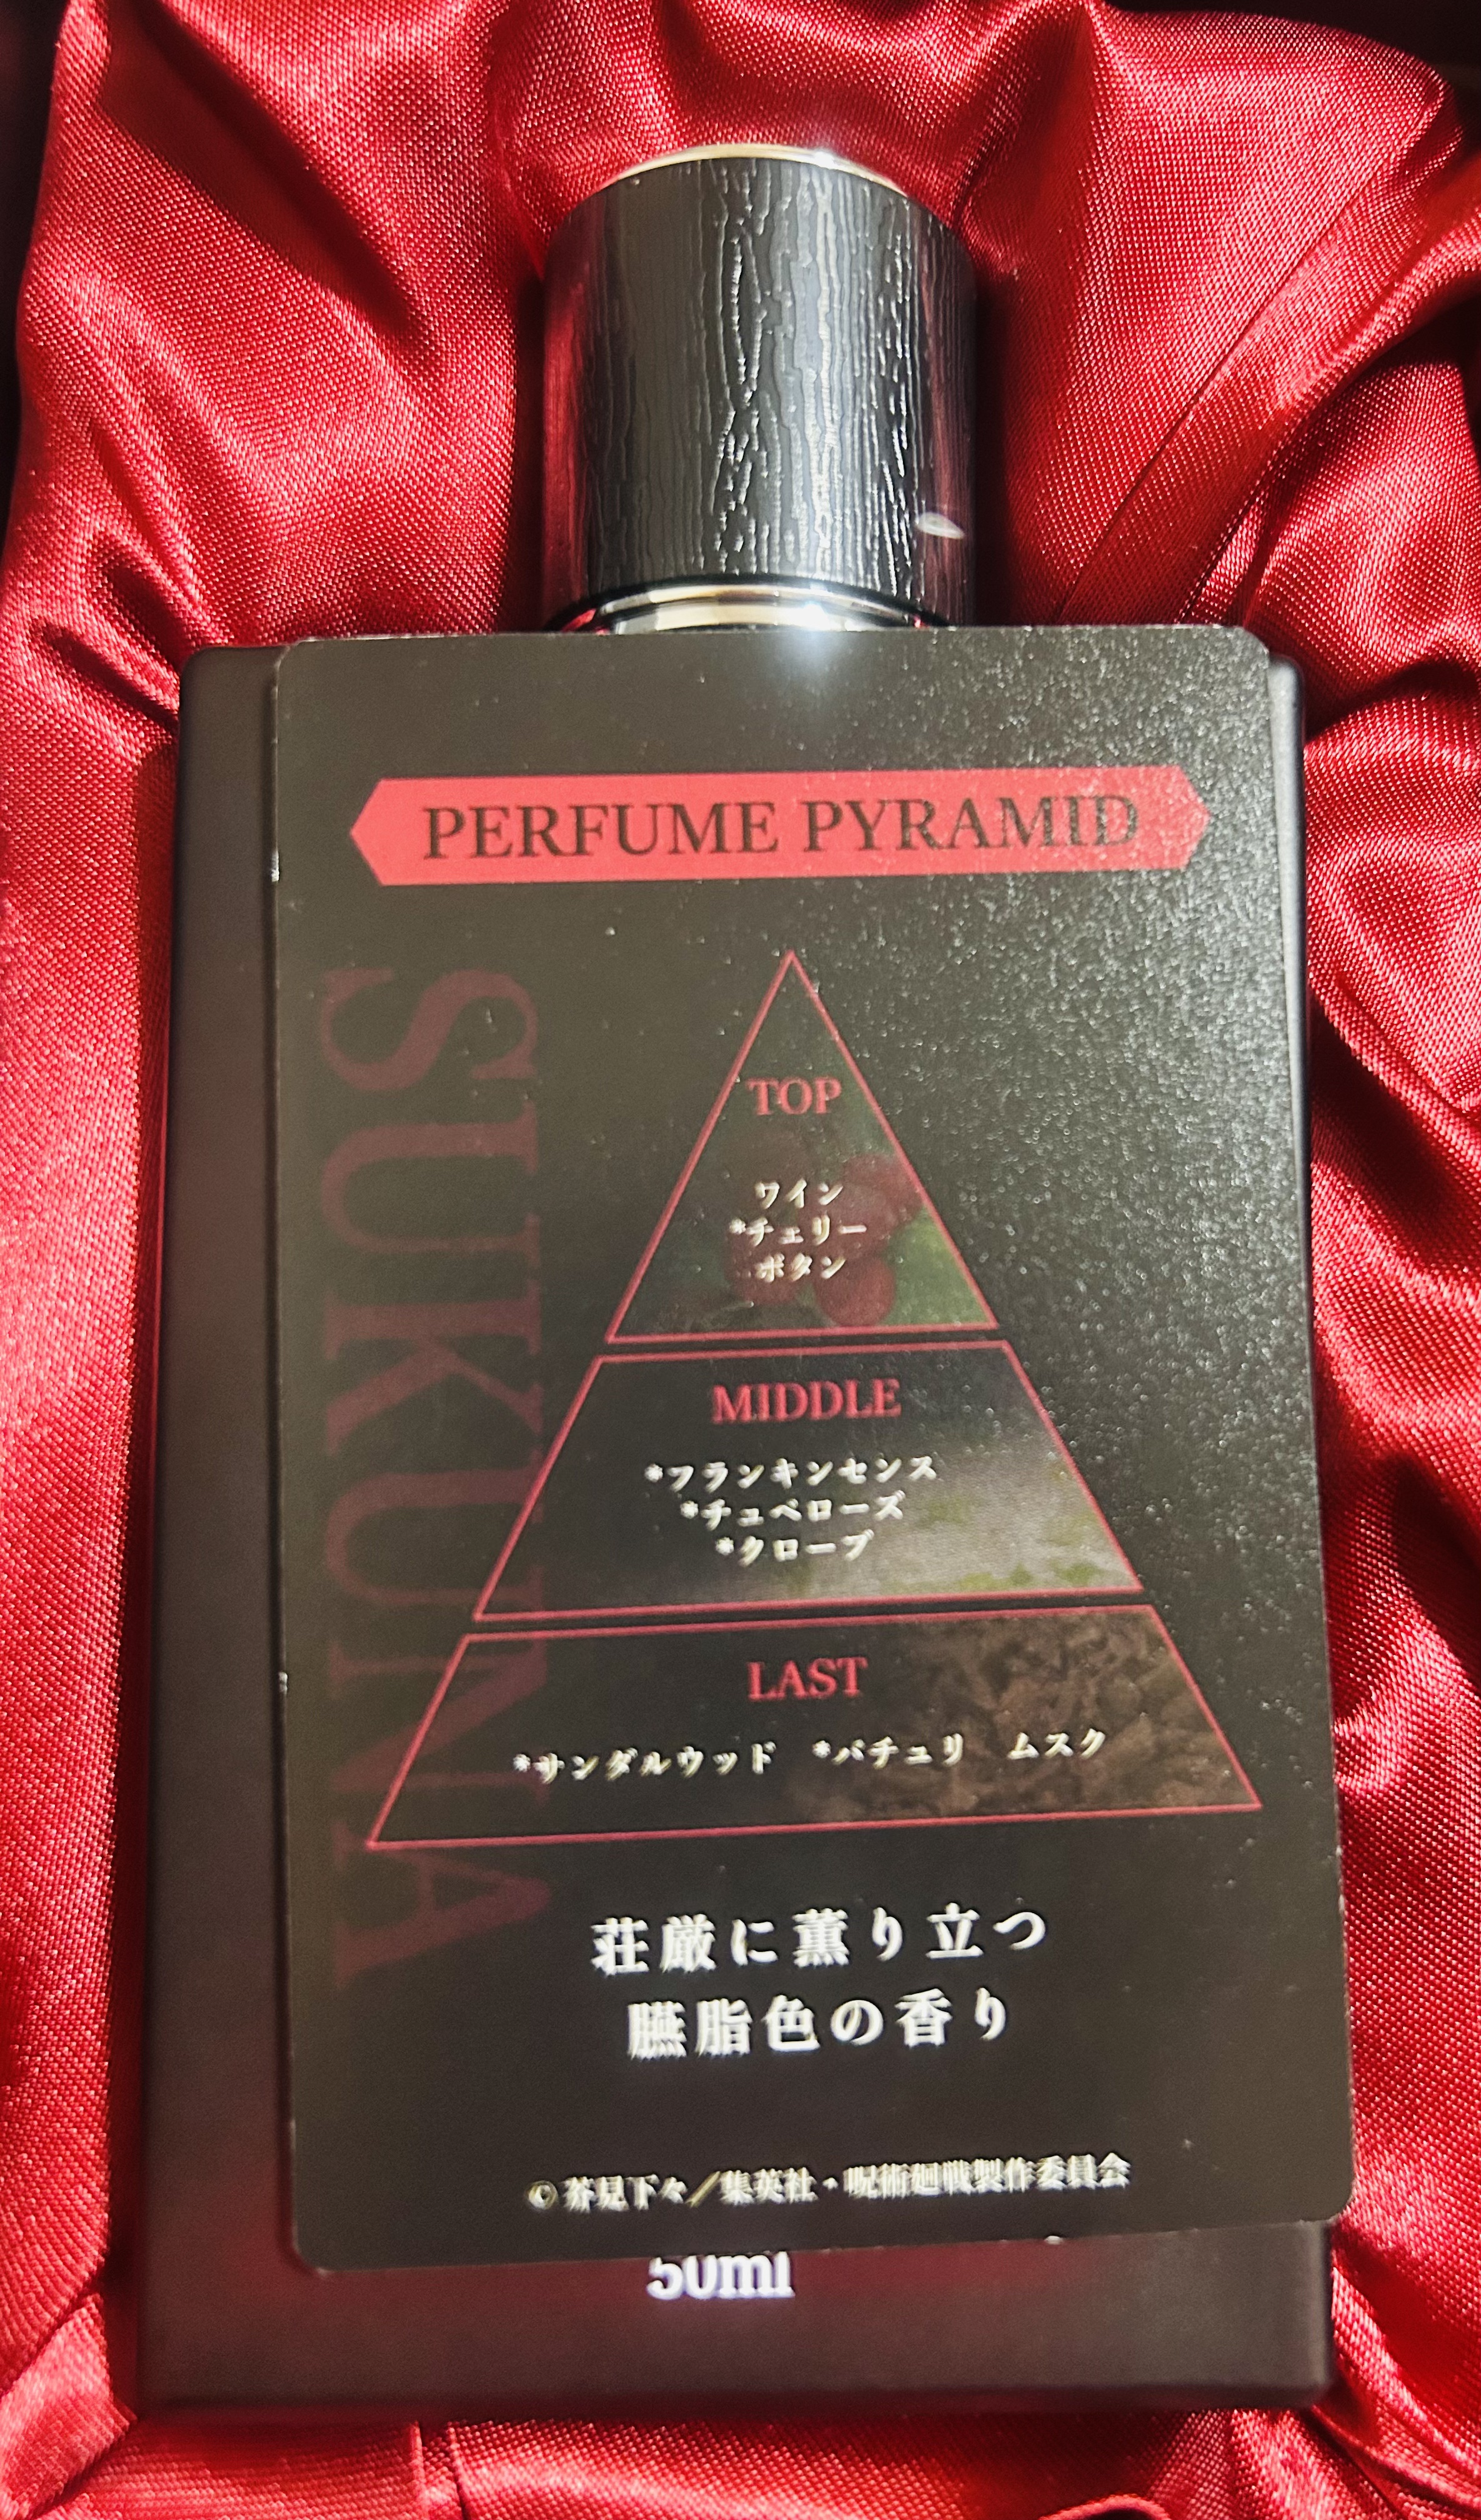 PERFUME PYRAMID
SUKUNA
TOP
ワイン
*チェリー
ボタン
MIDDLE
*フランキンセンス
*チュベローズ
*クローブ
LAST
*サンダルウッド *パチュリ ムスク
荘厳に薫り立つ
臙脂色の香り
©芥見下々／集英社・呪術廻戦製作委員会
50ml